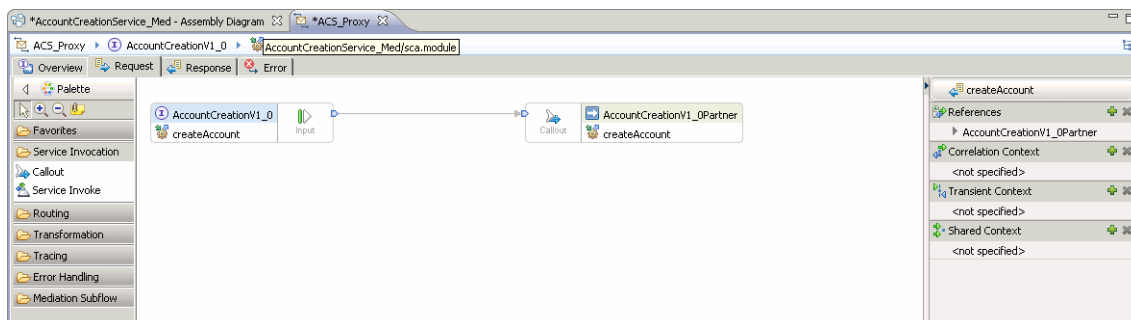 *AccountCreationService_Med - Assembly Diagram *ACS_Proxy
ACS_Proxy AccountCreationV1_0 AccountCreationService_Med/sca.module
Overview Request Response Error
Palette
Favorites
Service Invocation
Callout
Service Invoke
Routing
Transformation
Tracing
Error Handling
Mediation Subflow
AccountCreationV1_0
createAccount
Input
Callout
AccountCreationV1_0Partner
createAccount
createAccount
References
AccountCreationV1_0Partner
Correlation Context
<not specified>
Transient Context
<not specified>
Shared Context
<not specified>